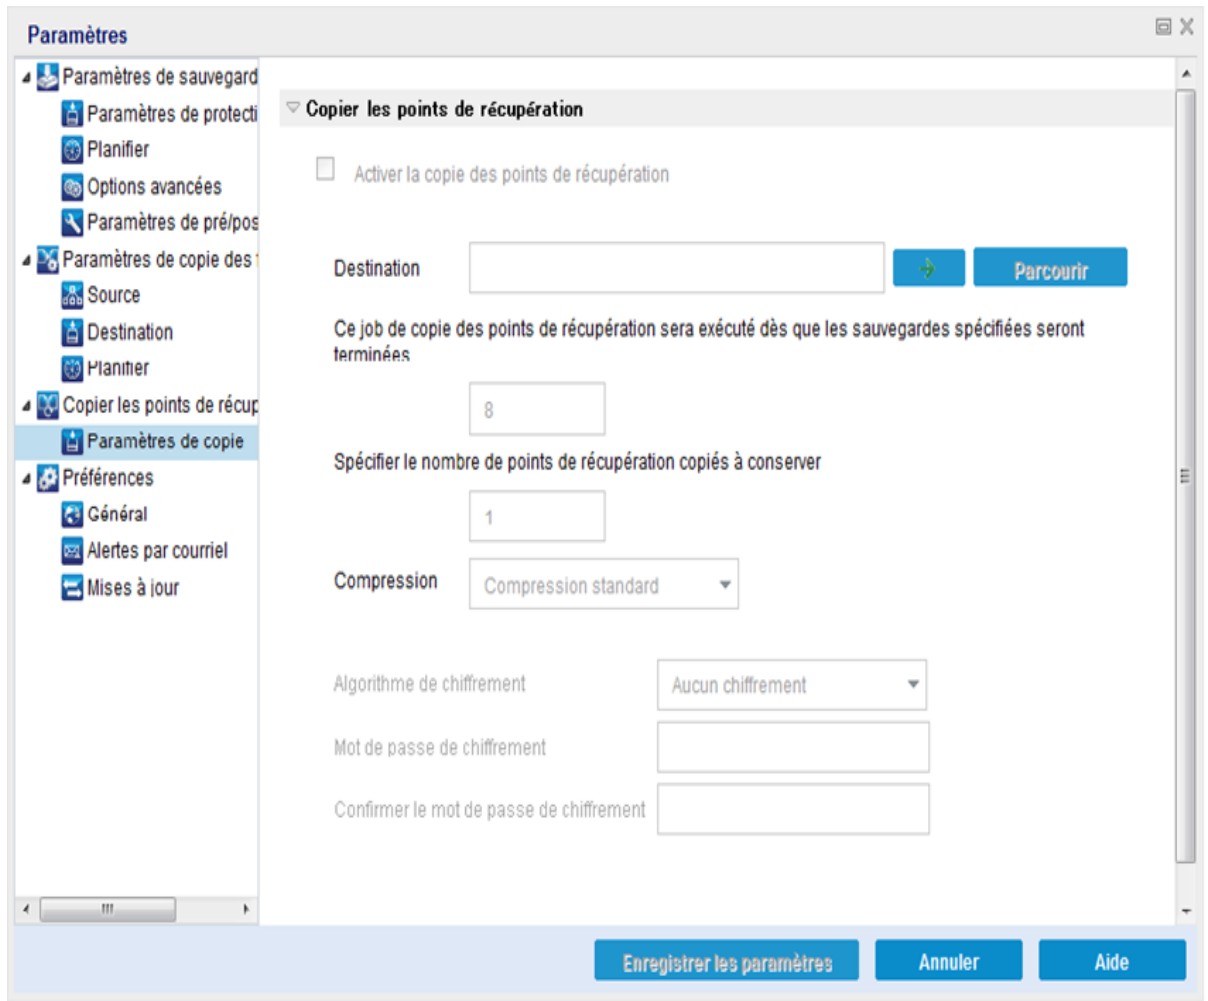 Paramètres
Paramètres de sauvegard
Paramètres de protecti
Planifier
Options avancées
Paramètres de pré/pos
Paramètres de copie des f
Source
Destination
Planifier
Copier les points de récup
Paramètres de copie
Préférences
Général
Alertes par courriel
Mises à jour
Copier les points de récupération
Activer la copie des points de récupération
Destination
Parcourir
Ce job de copie des points de récupération sera exécuté dès que les sauvegardes spécifiées seront
terminées
8
Spécifier le nombre de points de récupération copiés à conserver
1
Compression Compression standard
Algorithme de chiffrement Aucun chiffrement
Mot de passe de chiffrement
Confirmer le mot de passe de chiffrement
Enregistrer les paramètres Annuler Aide